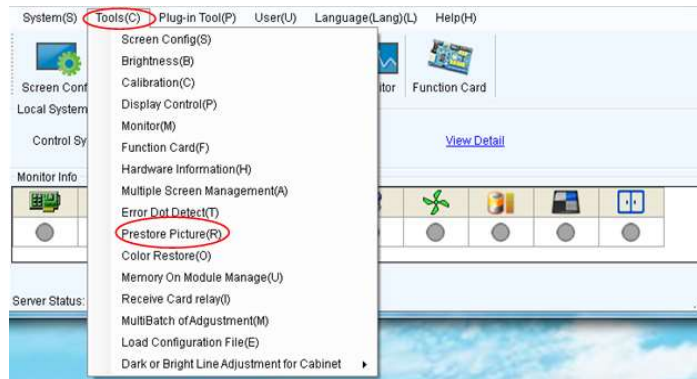 System(S) Tools(C) Plug-in Tool(P) User(U) Language(Lang)(L) Help(H)
Screen Config(S)
Brightness(B)
Calibration(C)
Display Control(P)
Monitor(M)
Function Card(F)
Hardware Information(H)
Multiple Screen Management(A)
Error Dot Detect(T)
Prestore Picture(R)
Color Restore(O)
Memory On Module Manage(U)
Receive Card relay(I)
MultiBatch of Adgustment(M)
Load Configuration File(E)
Dark or Bright Line Adjustment for Cabinet
Screen Conf
itor
Function Card
Local System
Control Sy
View Detail
Monitor Info
Server Status: